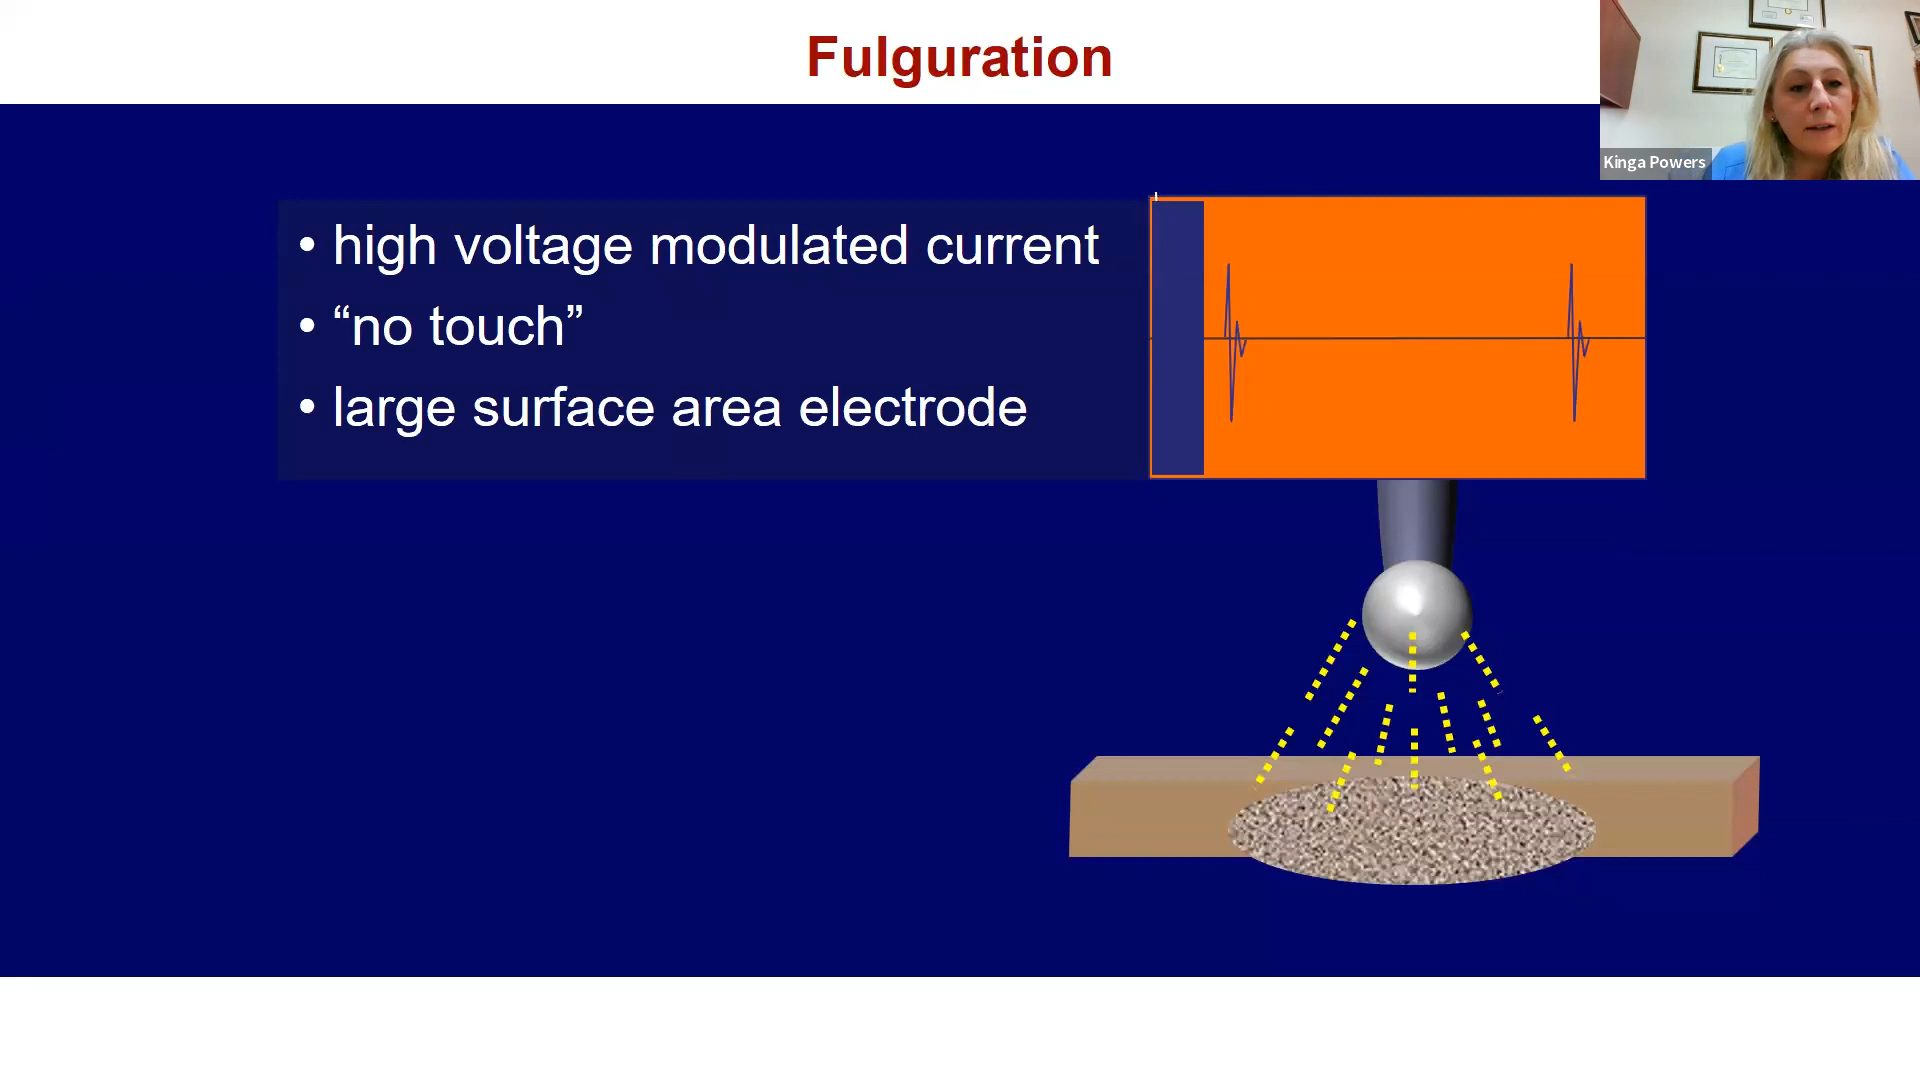 Fulguration
Kinga Powers
• high voltage modulated current
• “no touch”
• large surface area electrode